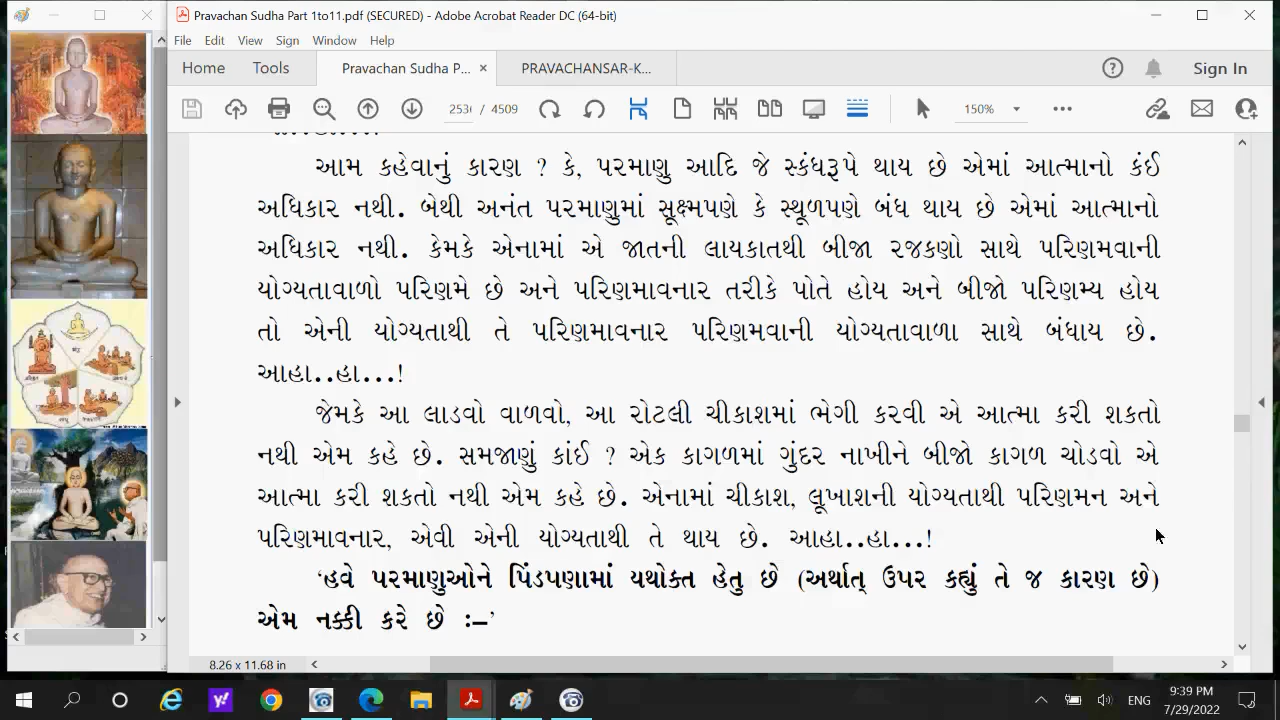 Pravachan Sudha Part 1to11.pdf (SECURED) - Adobe Acrobat Reader DC (64-bit)
File Edit View Sign Window Help
Home Tools Pravachan Sudha P... × PRAVACHANSAR-K... Sign In
/ 4509 150%
આમ કહેવાનું કારણ ? કે, પરમાણુ આદિ જે સ્કંધરૂપે થાય છે એમાં આત્માનો કંઈ
અધિકાર નથી. બેથી અનંત પરમાણુમાં સૂક્ષ્મપણે કે સ્થૂળપણે બંધ થાય છે એમાં આત્માનો
અધિકાર નથી. કેમકે એનામાં એ જાતની લાયકાતથી બીજા રજકણો સાથે પરિણમવાની
યોગ્યતાવાળો પરિણમે છે અને પરિણમાવનાર તરીકે પોતે હોય અને બીજો પરિણમ્ય હોય
તો એની યોગ્યતાથી તે પરિણમાવનાર પરિણમવાની યોગ્યતાવાળા સાથે બંધાય છે.
આહા..હા...!
જેમકે આ લાડવો વાળવો, આ રોટલી ચીકાશમાં ભેગી કરવી એ આત્મા કરી શકતો
નથી એમ કહે છે. સમજાણું કાંઈ ? એક કાગળમાં ગુંદર નાખીને બીજો કાગળ ચોડવો એ
આત્મા કરી શકતો નથી એમ કહે છે. એનામાં ચીકાશ, લૂખાશની યોગ્યતાથી પરિણમન અને
પરિણમાવનાર, એવી એની યોગ્યતાથી તે થાય છે. આહા..હા...!
‘હવે પરમાણુઓને પિંડપણામાં યથોક્ત હેતુ છે (અર્થાત્ ઉપર કહ્યું તે જ કારણ છે)
એમ નક્કી કરે છે :–’
8.26 x 11.68 in
ENG
9:39 PM
7/29/2022